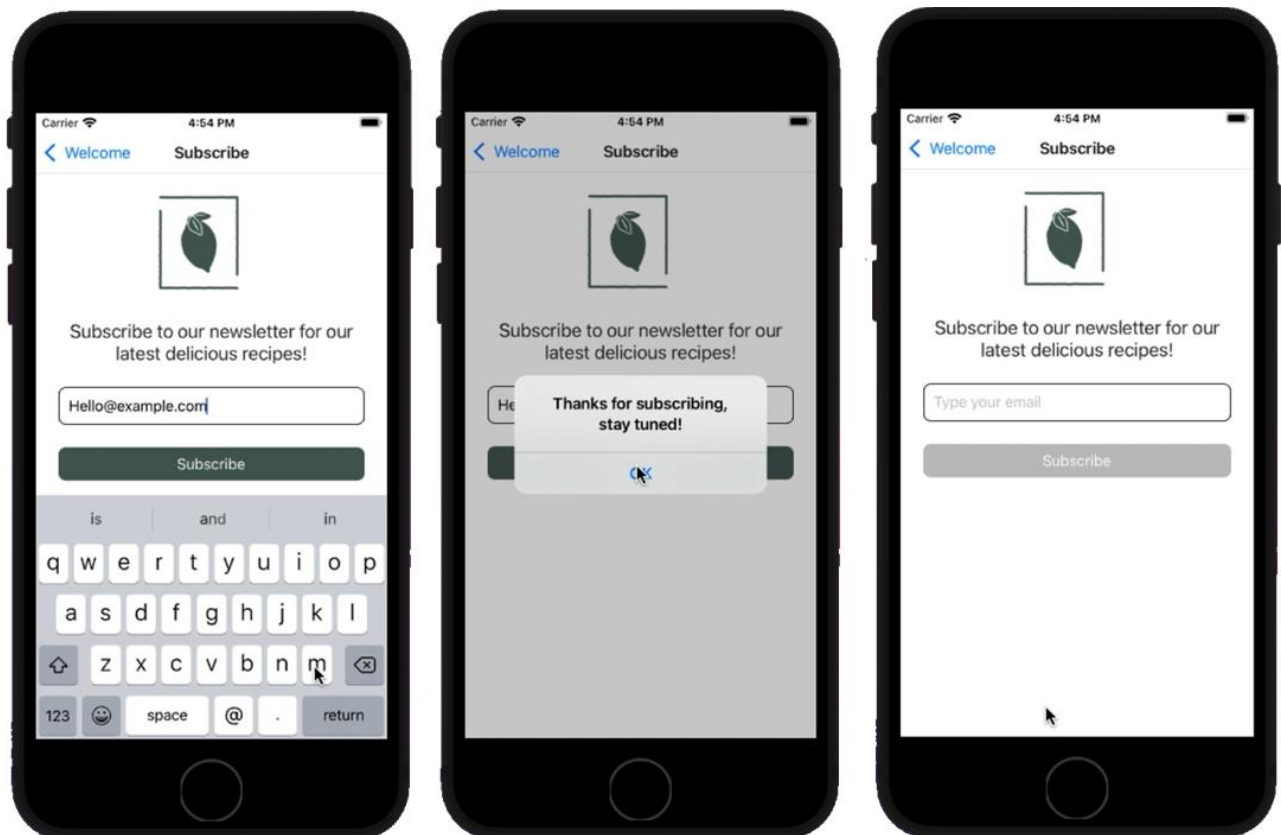 Carrier 4:54 PM
Welcome Subscribe
Subscribe to our newsletter for our
latest delicious recipes!
Hello@example.com
Subscribe
is and in
q w e r t y u i o p
a s d f g h j k l
z x c v b n m
123 space @ . return
Carrier 4:54 PM
Welcome Subscribe
Subscribe to our newsletter for our
latest delicious recipes!
He
Thanks for subscribing,
stay tuned!
OK
Carrier 4:54 PM
Welcome Subscribe
Subscribe to our newsletter for our
latest delicious recipes!
Type your email
Subscribe